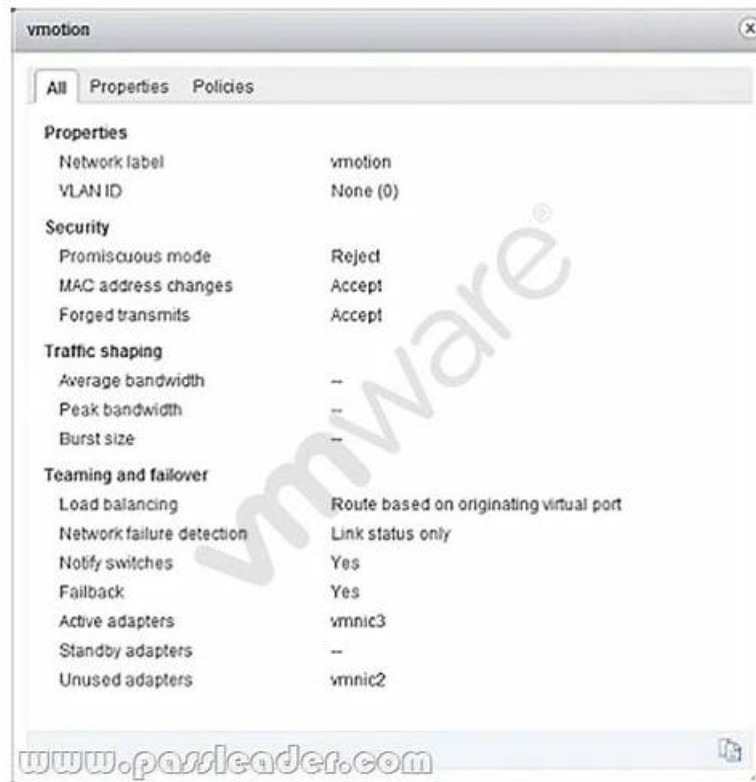 vmotion
All Properties Policies
Properties
Network label vmotion
VLAN ID None (0)
Security
Promiscuous mode Reject
MAC address changes Accept
Forged transmits Accept
Traffic shaping
Average bandwidth --
Peak bandwidth --
Burst size --
Teaming and failover
Load balancing Route based on originating virtual port
Network failure detection Link status only
Notify switches Yes
Failback Yes
Active adapters vmnic3
Standby adapters --
Unused adapters vmnic2
vmware®
www.passleader.com